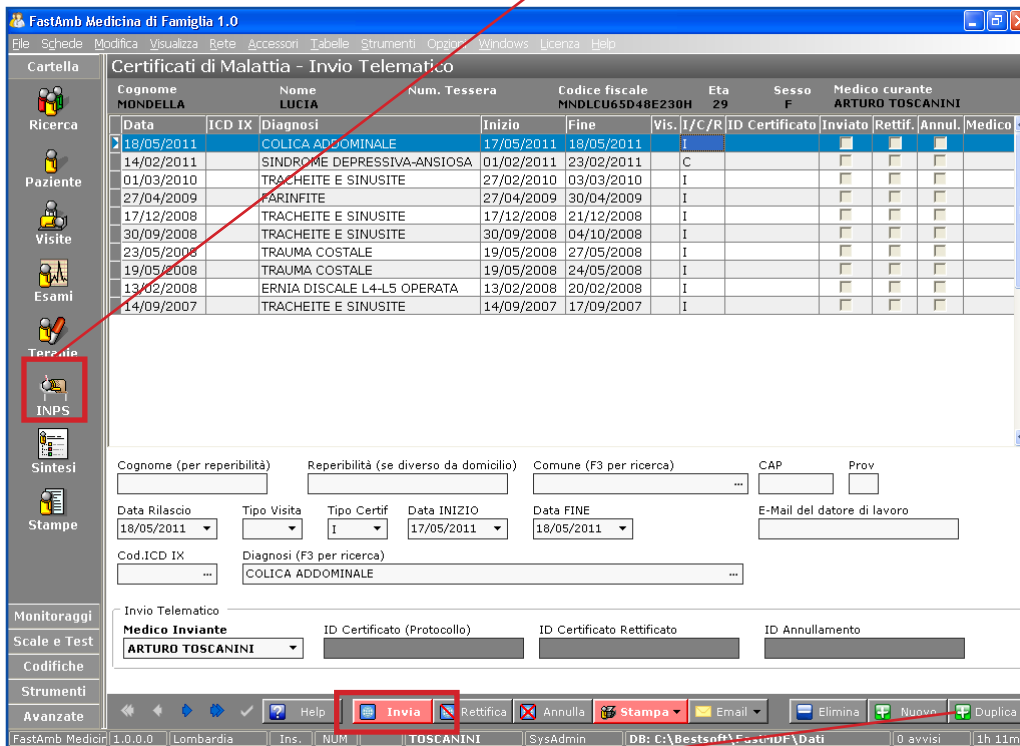 FastAmb Medicina di Famiglia 1.0
File Schede Modifica Visualizza Rete Accessori Tabelle Strumenti Opzioni Windows Licenza Help
Cartella
Certificati di Malattia - Invio Telematico
Cognome Nome Num. Tessera Codice fiscale Eta Sesso Medico curante
MONDELLA LUCIA MNDLCU65D48E230H 29 F ARTURO TOSCANINI
Data ICD IX Diagnosi Inizio Fine Vis. I/C/R ID Certificato Inviato Rettif. Annul. Medico
18/05/2011 COLICA ADDOMINALE 17/05/2011 18/05/2011 I
14/02/2011 SINDROME DEPRESSIVA-ANSIOSA 01/02/2011 23/02/2011 C
01/03/2010 TRACHEITE E SINUSITE 27/02/2010 03/03/2010 I
27/04/2009 FARINFITE 27/04/2009 30/04/2009 I
17/12/2008 TRACHEITE E SINUSITE 17/12/2008 21/12/2008 I
30/09/2008 TRACHEITE E SINUSITE 30/09/2008 04/10/2008 I
23/05/2008 TRAUMA COSTALE 19/05/2008 27/05/2008 I
19/05/2008 TRAUMA COSTALE 19/05/2008 24/05/2008 I
13/02/2008 ERNIA DISCALE L4-L5 OPERATA 13/02/2008 20/02/2008 I
14/09/2007 TRACHEITE E SINUSITE 14/09/2007 17/09/2007 I
Ricerca
Paziente
Visite
Esami
Terapie
INPS
Sintesi
Stampe
Monitoraggi
Scale e Test
Codifiche
Strumenti
Avanzate
Cognome (per reperibilità) Reperibilità (se diverso da domicilio) Comune (F3 per ricerca) CAP Prov
...
Data Rilascio Tipo Visita Tipo Certif Data INIZIO Data FINE E-Mail del datore di lavoro
18/05/2011 I 17/05/2011 18/05/2011
Cod.ICD IX Diagnosi (F3 per ricerca)
... COLICA ADDOMINALE ...
Invio Telematico
Medico Inviante ID Certificato (Protocollo) ID Certificato Rettificato ID Annullamento
ARTURO TOSCANINI
Help Invia Rettifica Annulla Stampa Email Elimina Nuovo Duplica
FastAmb Medicin 1.0.0.0 Lombardia Ins. NUM TOSCANINI SysAdmin DB: C:\Bestsoft\FastMDF\Dati 0 avvisi 1h 11m